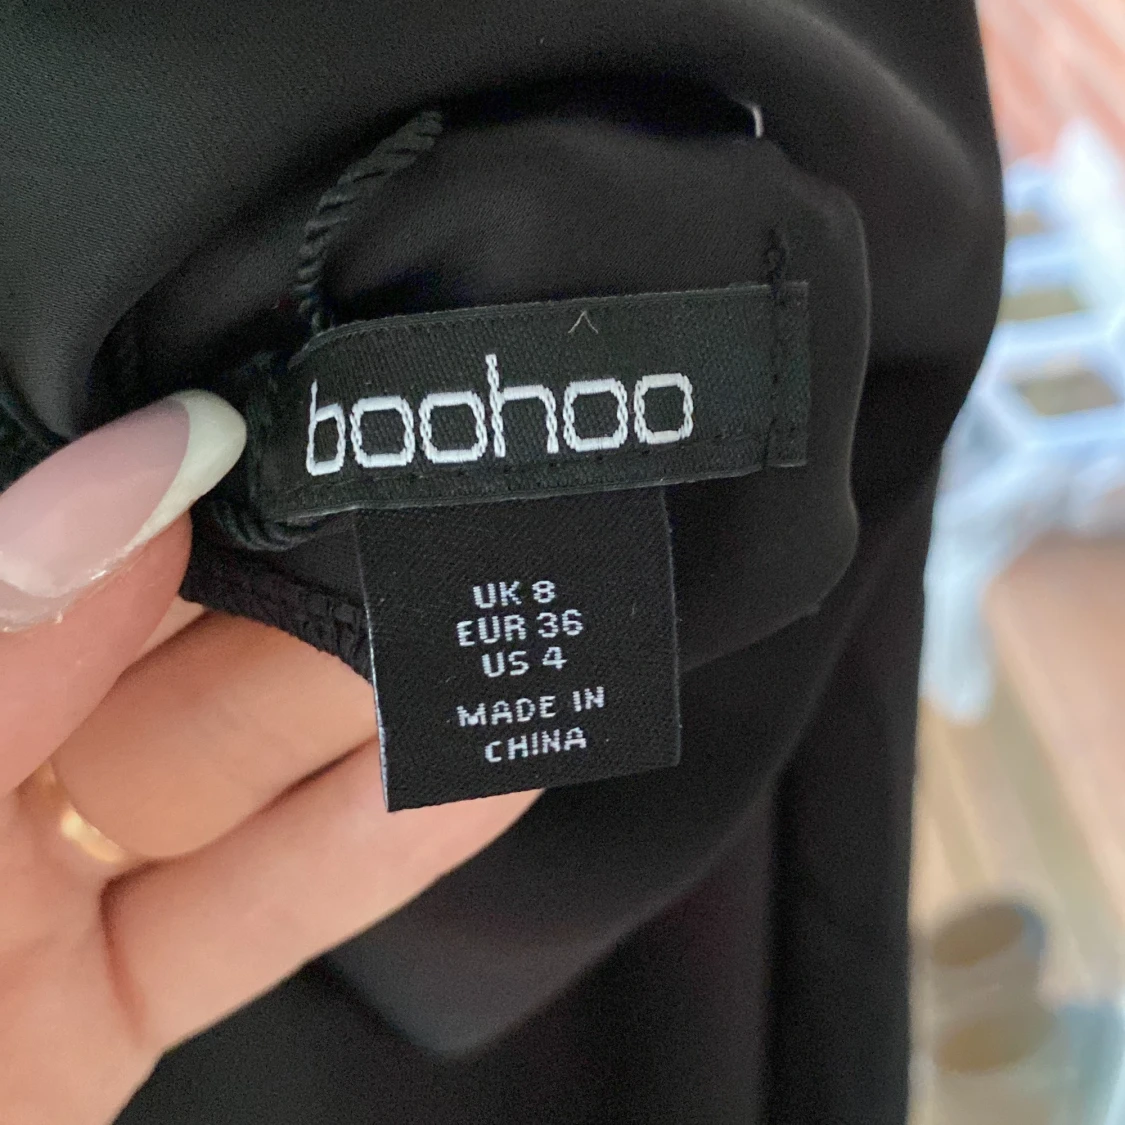 boohoo
UK 8
EUR 36
US 4
MADE IN
CHINA